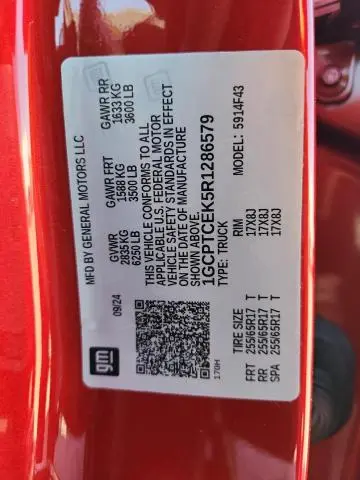 MFD BY GENERAL MOTORS LLC
GVWR GAWR FRT GAWR RR
2835 KG 1588 KG 1633 KG
6250 LB 3500 LB 3600 LB
09/24
THIS VEHICLE CONFORMS TO ALL
APPLICABLE U.S. FEDERAL MOTOR
VEHICLE SAFETY STANDARDS IN EFFECT
ON THE DATE OF MANUFACTURE
SHOWN ABOVE.
1GCPTCEK5R1286579
TYPE: TRUCK MODEL: 5914F43
gm
170H
TIRE SIZE RIM
FRT 255/65R17 T 17X8J
RR 255/65R17 T 17X8J
SPA 255/65R17 T 17X8J